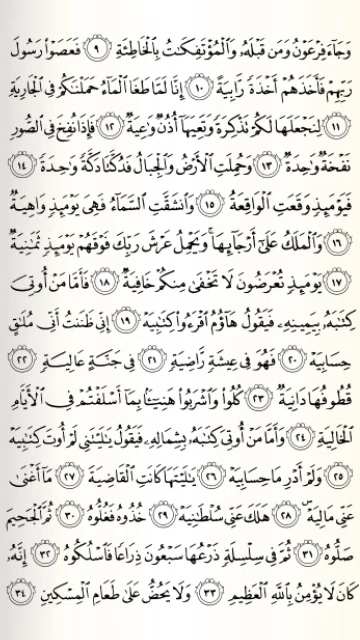 وَجَآءَ فِرْعَوْنُ وَمَن قَبْلَهُۥ وَٱلْمُؤْتَفِكَٰتُ بِٱلْخَاطِئَةِ ٩ فَعَصَوْا۟ رَسُولَ
رَبِّهِمْ فَأَخَذَهُمْ أَخْذَةً رَّابِيَةً ١٠ إِنَّا لَمَّا طَغَا ٱلْمَآءُ حَمَلْنَٰكُمْ فِى ٱلْجَارِيَةِ
١١ لِنَجْعَلَهَا لَكُمْ تَذْكِرَةً وَتَعِيَهَآ أُذُنٌ وَٰعِيَةٌ ١٢ فَإِذَا نُفِخَ فِى ٱلصُّورِ
نَفْخَةٌ وَٰحِدَةٌ ١٣ وَحُمِلَتِ ٱلْأَرْضُ وَٱلْجِبَالُ فَدُكَّتَا دَكَّةً وَٰحِدَةً ١٤
فَيَوْمَئِذٍ وَقَعَتِ ٱلْوَاقِعَةُ ١٥ وَٱنشَقَّتِ ٱلسَّمَآءُ فَهِىَ يَوْمَئِذٍ وَاهِيَةٌ
١٦ وَٱلْمَلَكُ عَلَىٰٓ أَرْجَآئِهَا ۚ وَيَحْمِلُ عَرْشَ رَبِّكَ فَوْقَهُمْ يَوْمَئِذٍ ثَمَٰنِيَةٌ
١٧ يَوْمَئِذٍ تُعْرَضُونَ لَا تَخْفَىٰ مِنكُمْ خَافِيَةٌ ١٨ فَأَمَّا مَنْ أُوتِىَ
كِتَٰبَهُۥ بِيَمِينِهِۦ فَيَقُولُ هَآؤُمُ ٱقْرَءُوا۟ كِتَٰبِيَهْ ١٩ إِنِّى ظَنَنتُ أَنِّى مُلَٰقٍ
حِسَابِيَهْ ٢٠ فَهُوَ فِى عِيشَةٍ رَّاضِيَةٍ ٢١ فِى جَنَّةٍ عَالِيَةٍ ٢٢
قُطُوفُهَا دَانِيَةٌ ٢٣ كُلُوا۟ وَٱشْرَبُوا۟ هَنِيٓـًٔۢا بِمَآ أَسْلَفْتُمْ فِى ٱلْأَيَّامِ
ٱلْخَالِيَةِ ٢٤ وَأَمَّا مَنْ أُوتِىَ كِتَٰبَهُۥ بِشِمَالِهِۦ فَيَقُولُ يَٰلَيْتَنِى لَمْ أُوتَ كِتَٰبِيَهْ
٢٥ وَلَمْ أَدْرِ مَا حِسَابِيَهْ ٢٦ يَٰلَيْتَهَا كَانَتِ ٱلْقَاضِيَةَ ٢٧ مَآ أَغْنَىٰ
عَنِّى مَالِيَهْ ۜ ٢٨ هَلَكَ عَنِّى سُلْطَٰنِيَهْ ٢٩ خُذُوهُ فَغُلُّوهُ ٣٠ ثُمَّ ٱلْجَحِيمَ
صَلُّوهُ ٣١ ثُمَّ فِى سِلْسِلَةٍ ذَرْعُهَا سَبْعُونَ ذِرَاعًا فَٱسْلُكُوهُ ٣٢ إِنَّهُۥ
كَانَ لَا يُؤْمِنُ بِٱللَّهِ ٱلْعَظِيمِ ٣٣ وَلَا يَحُضُّ عَلَىٰ طَعَامِ ٱلْمِسْكِينِ ٣٤